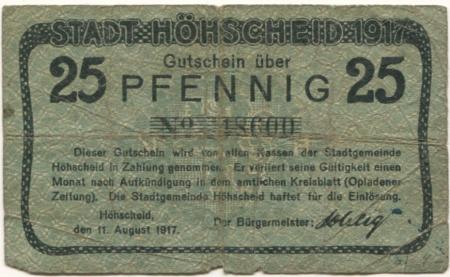 STADT HÖHSCHEID 1917
Gutschein über
25 PFENNIG 25
No 18600
Dieser Gutschein wird von allen Kassen der Stadtgemeinde
Höhscheid in Zahlung genommen. Er verliert seine Gültigkeit einen
Monat nach Aufkündigung in dem amtlichen Kreisblatt (Opladener
Zeitung). Die Stadtgemeinde Höhscheid haftet für die Einlösung.
Höhscheid,
den 11. August 1917.
Der Bürgermeister: